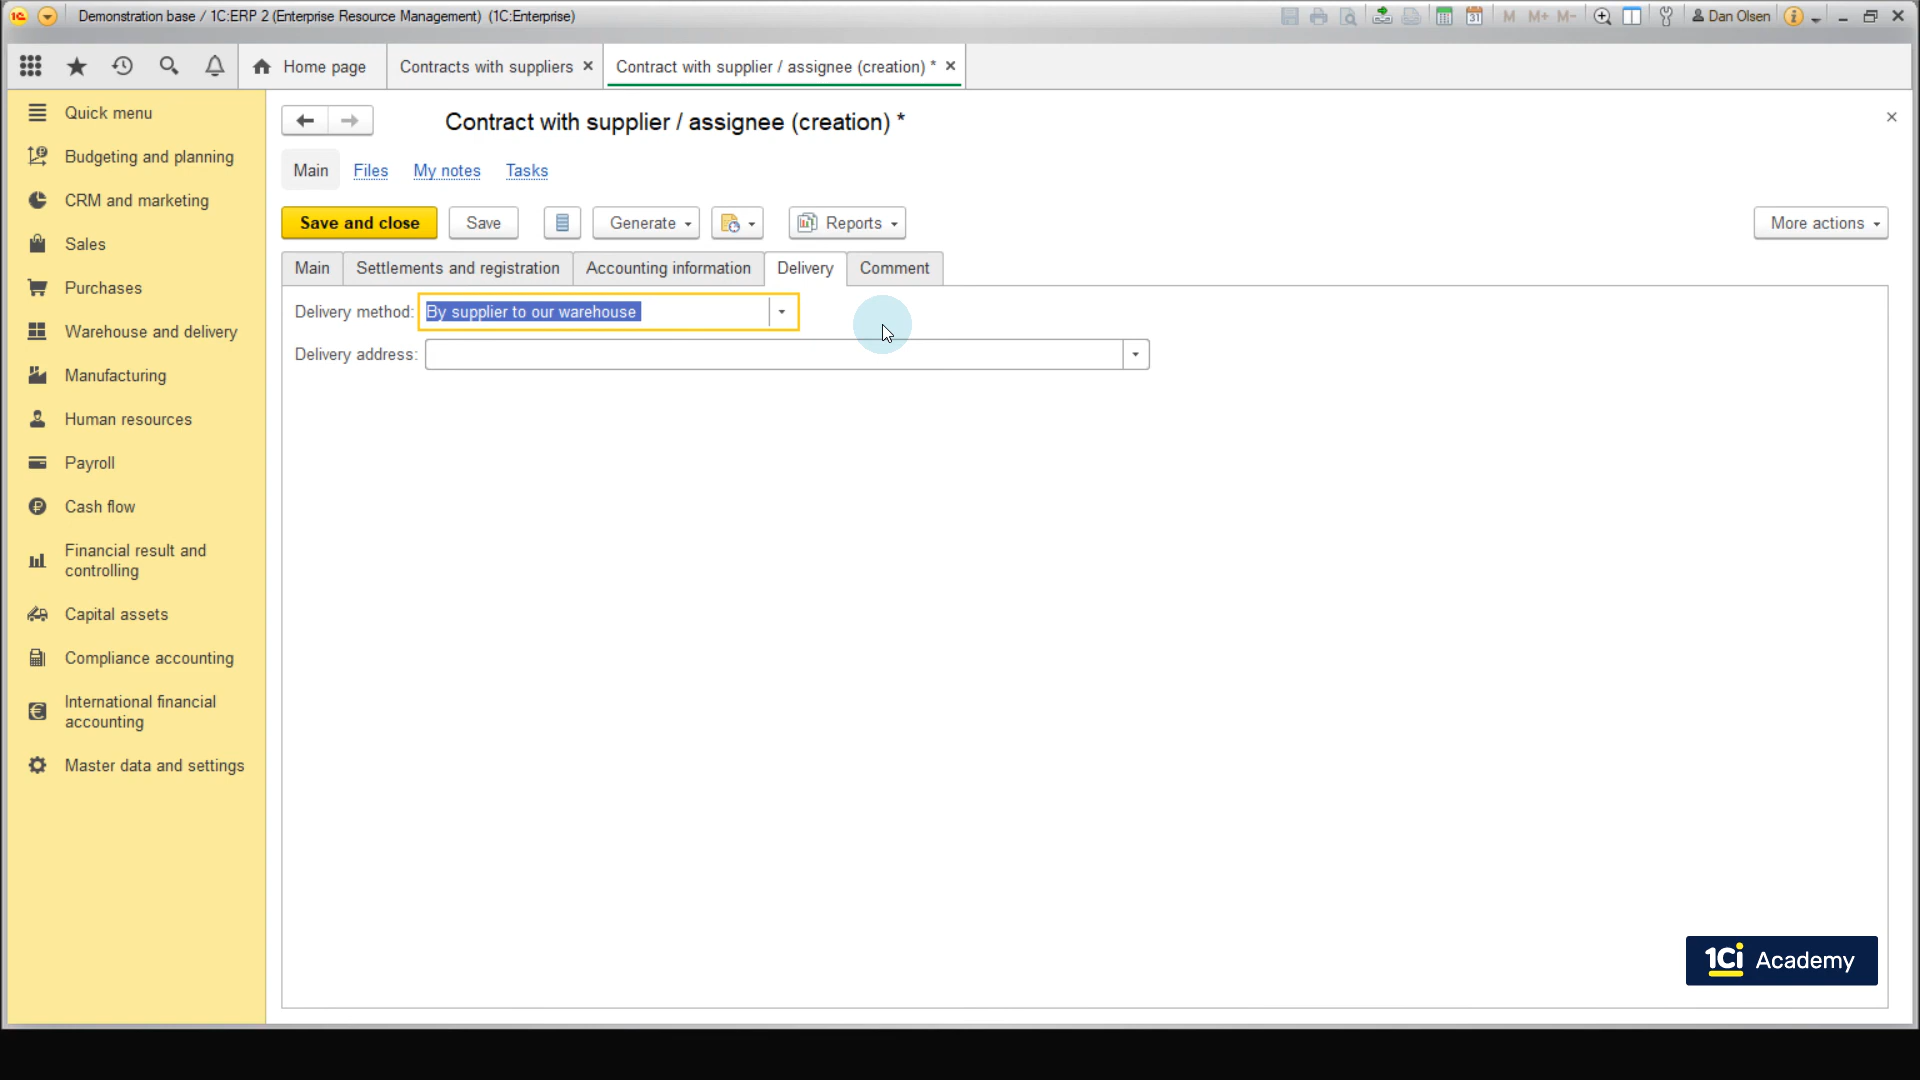 Demonstration base / 1C:ERP 2 (Enterprise Resource Management) (1C:Enterprise)
31 M M+ M- Dan Olsen
Home page
Contracts with suppliers
Contract with supplier / assignee (creation) *
Quick menu
Budgeting and planning
CRM and marketing
Sales
Purchases
Warehouse and delivery
Manufacturing
Human resources
Payroll
Cash flow
Financial result and
controlling
Capital assets
Compliance accounting
International financial
accounting
Master data and settings
Contract with supplier / assignee (creation) *
Main Files My notes Tasks
Save and close Save Generate Reports More actions
Main Settlements and registration Accounting information Delivery Comment
Delivery method: By supplier to our warehouse
Delivery address:
1Ci Academy